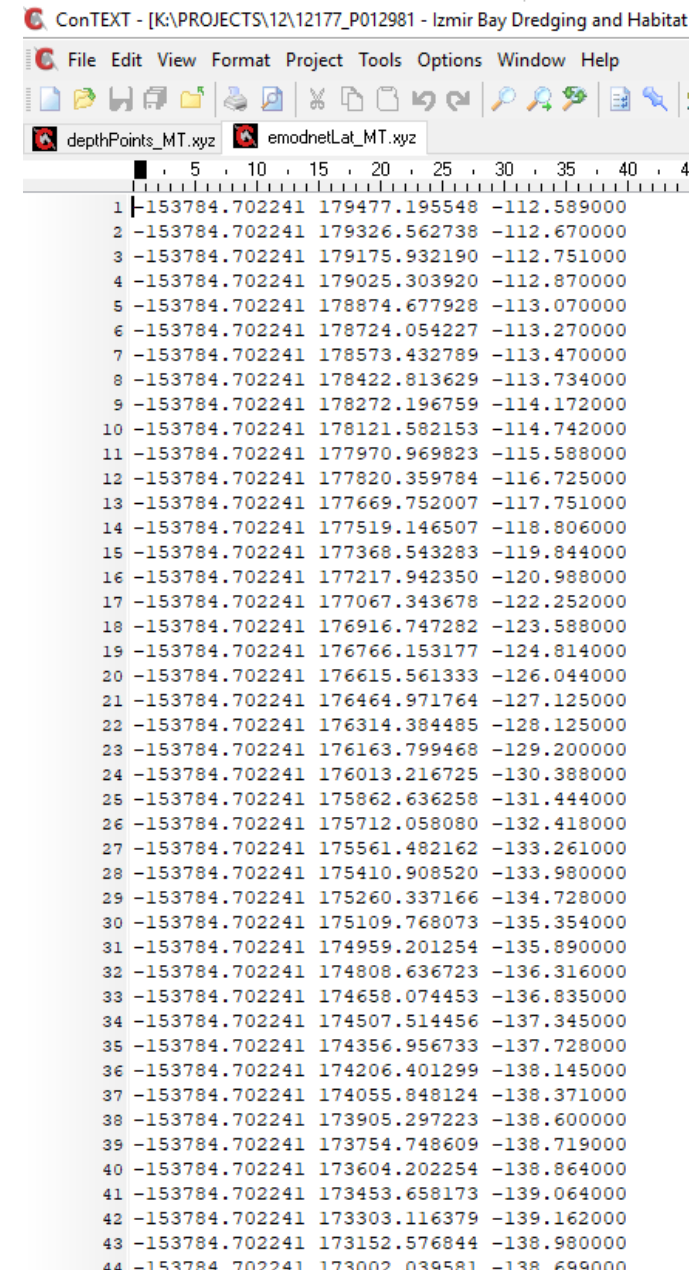 ConTEXT - [K:\PROJECTS\12\12177_P012981 - Izmir Bay Dredging and Habitat
File Edit View Format Project Tools Options Window Help
depthPoints_MT.xyz emodnetLat_MT.xyz
5 10 15 20 25 30 35 40 4
1 -153784.702241 179477.195548 -112.589000
2 -153784.702241 179326.562738 -112.670000
3 -153784.702241 179175.932190 -112.751000
4 -153784.702241 179025.303920 -112.870000
5 -153784.702241 178874.677928 -113.070000
6 -153784.702241 178724.054227 -113.270000
7 -153784.702241 178573.432789 -113.470000
8 -153784.702241 178422.813629 -113.734000
9 -153784.702241 178272.196759 -114.172000
10 -153784.702241 178121.582153 -114.742000
11 -153784.702241 177970.969823 -115.588000
12 -153784.702241 177820.359784 -116.725000
13 -153784.702241 177669.752007 -117.751000
14 -153784.702241 177519.146507 -118.806000
15 -153784.702241 177368.543283 -119.844000
16 -153784.702241 177217.942350 -120.988000
17 -153784.702241 177067.343678 -122.252000
18 -153784.702241 176916.747282 -123.588000
19 -153784.702241 176766.153177 -124.814000
20 -153784.702241 176615.561333 -126.044000
21 -153784.702241 176464.971764 -127.125000
22 -153784.702241 176314.384485 -128.125000
23 -153784.702241 176163.799468 -129.200000
24 -153784.702241 176013.216725 -130.388000
25 -153784.702241 175862.636258 -131.444000
26 -153784.702241 175712.058080 -132.418000
27 -153784.702241 175561.482162 -133.261000
28 -153784.702241 175410.908520 -133.980000
29 -153784.702241 175260.337166 -134.728000
30 -153784.702241 175109.768073 -135.354000
31 -153784.702241 174959.201254 -135.890000
32 -153784.702241 174808.636723 -136.316000
33 -153784.702241 174658.074453 -136.835000
34 -153784.702241 174507.514456 -137.345000
35 -153784.702241 174356.956733 -137.728000
36 -153784.702241 174206.401299 -138.145000
37 -153784.702241 174055.848124 -138.371000
38 -153784.702241 173905.297223 -138.600000
39 -153784.702241 173754.748609 -138.719000
40 -153784.702241 173604.202254 -138.864000
41 -153784.702241 173453.658173 -139.064000
42 -153784.702241 173303.116379 -139.162000
43 -153784.702241 173152.576844 -138.980000
44 -153784.702241 173002.039581 -138.699000